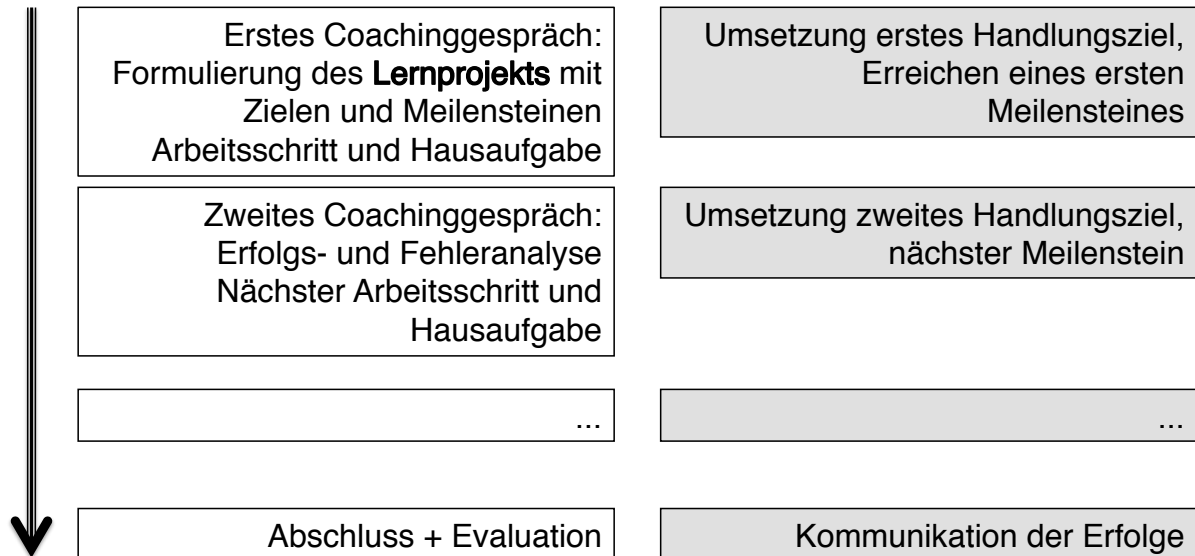 Erstes Coachinggespräch:
Formulierung des Lernprojekts mit
Zielen und Meilensteinen
Arbeitsschritt und Hausaufgabe
Umsetzung erstes Handlungsziel,
Erreichen eines ersten
Meilensteines
Zweites Coachinggespräch:
Erfolgs- und Fehleranalyse
Nächster Arbeitsschritt und
Hausaufgabe
Umsetzung zweites Handlungsziel,
nächster Meilenstein
...
...
Abschluss + Evaluation
Kommunikation der Erfolge